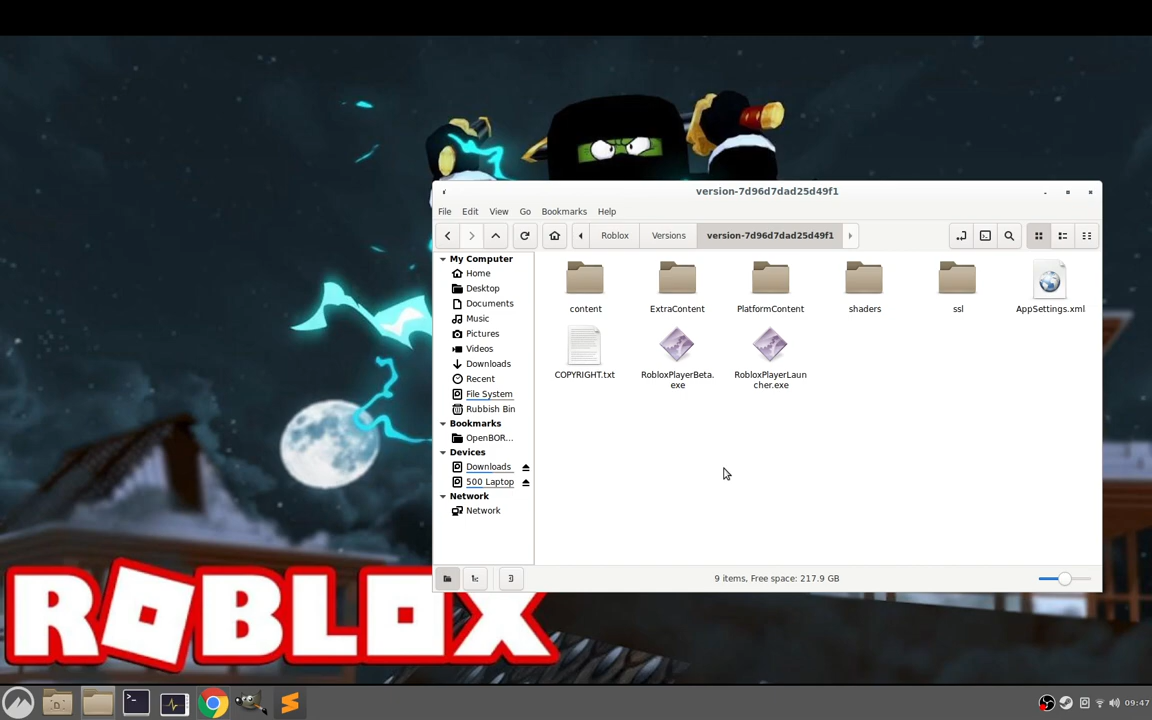 version-7d96d7dad25d49f1
File Edit View Go Bookmarks Help
Roblox Versions version-7d96d7dad25d49f1
My Computer
Home
Desktop
Documents
Music
Pictures
Videos
Downloads
Recent
File System
Rubbish Bin
Bookmarks
OpenBOR...
Devices
Downloads
500 Laptop
Network
Network
content ExtraContent PlatformContent shaders ssl AppSettings.xml
COPYRIGHT.txt RobloxPlayerBeta. RobloxPlayerLaun
exe cher.exe
9 items, Free space: 217.9 GB
ROBLOX
09:47